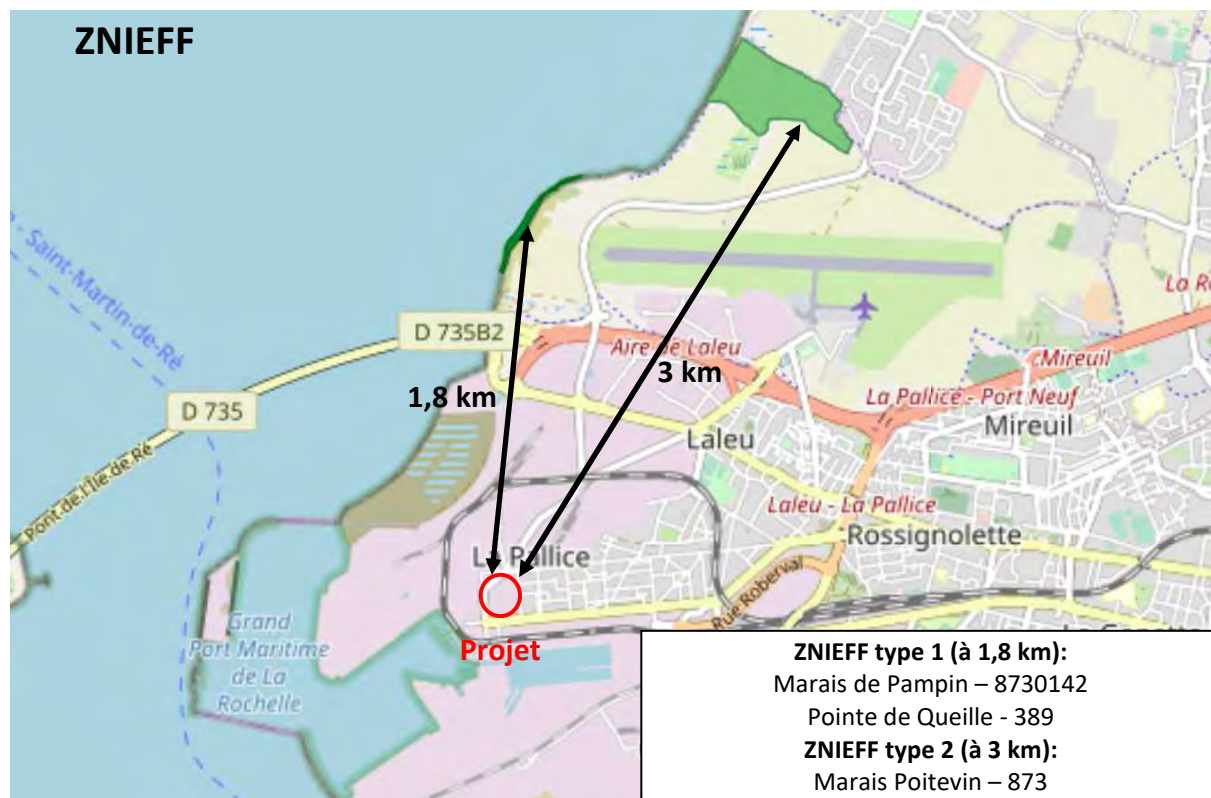 ZNIEFF
- Saint-Martin-de-Ré
D 735B2
D 735
Pont de l'Île de Ré
1,8 km
3 km
Aire de Laleu
La R
Mireuil
La Pallice - Port Neuf
Mireuil
Laleu
Laleu - La Pallice
Rossignolette
La Pallice
Rue Roberval
Grand
Port Maritime
de La
Rochelle
Projet
ZNIEFF type 1 (à 1,8 km):
Marais de Pampin – 8730142
Pointe de Queille - 389
ZNIEFF type 2 (à 3 km):
Marais Poitevin – 873